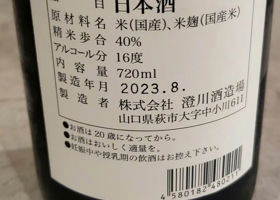 目 日本酒
原材料名 米(国産)、米麹(国産米)
精米歩合 40%
アルコール分 16度
内容量 720ml
製造年月 2023.8.
製造者 株式会社 澄川酒造場
山口県萩市大字中小川611
●お酒は20歳になってから。
●お酒はおいしく適量を。
●妊娠中や授乳期の飲酒はお控え下さい。
4 580182 480211